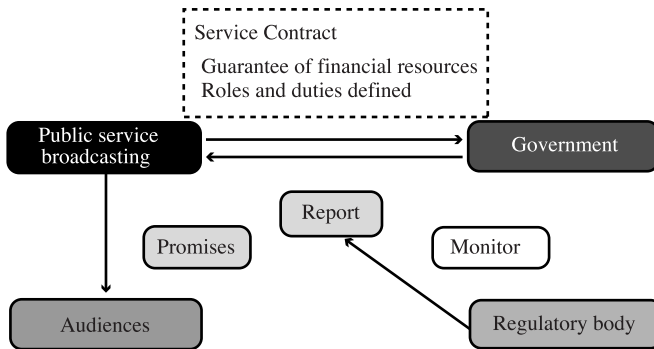 Service Contract
Guarantee of financial resources
Roles and duties defined
Public service
broadcasting
Government
Report
Promises
Monitor
Audiences
Regulatory body